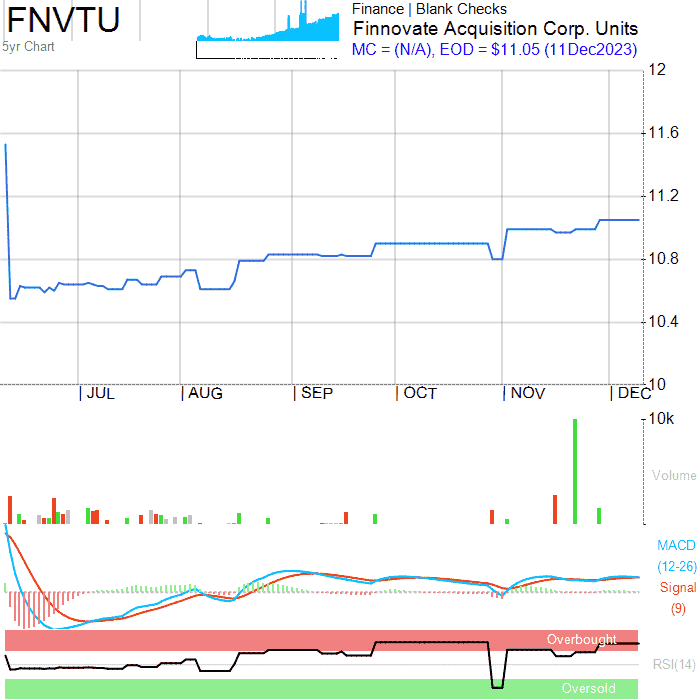 FNVTU
5yr Chart
Finance | Blank Checks
Finnovate Acquisition Corp. Units
MC = (N/A), EOD = $11.05 (11Dec2023)
12
11.6
11.2
10.8
10.4
10
| JUL | AUG | SEP | OCT | NOV | DEC
10k
Volume
MACD
(12-26)
Signal
(9)
Overbought
RSI(14)
Oversold